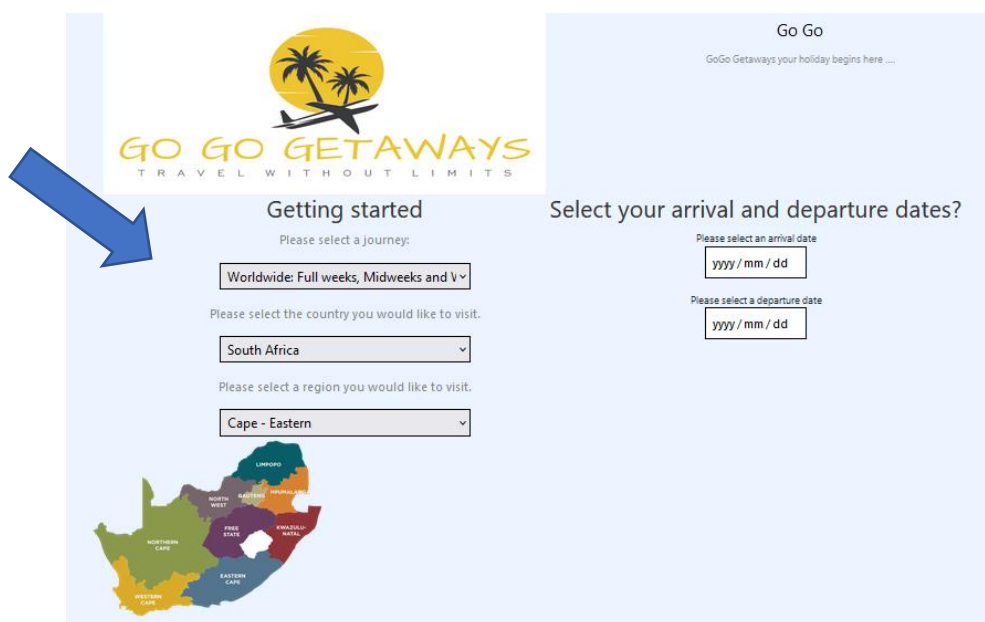 GO GO GETAWAYS
TRAVEL WITHOUT LIMITS
Go Go
GoGo Getaways your holiday begins here ....
Getting started
Please select a journey:
Worldwide: Full weeks, Midweeks and
Please select the country you would like to visit.
South Africa
Please select a region you would like to visit.
Cape - Eastern
Select your arrival and departure dates?
Please select an arrival date
yyyy / mm / dd
Please select a departure date
yyyy / mm / dd
LIMPOPO
NORTH WEST
GAUTENG
MPUMALA
FREE STATE
KWAZULU-NATAL
NORTHERN CAPE
EASTERN CAPE
WESTERN CAPE